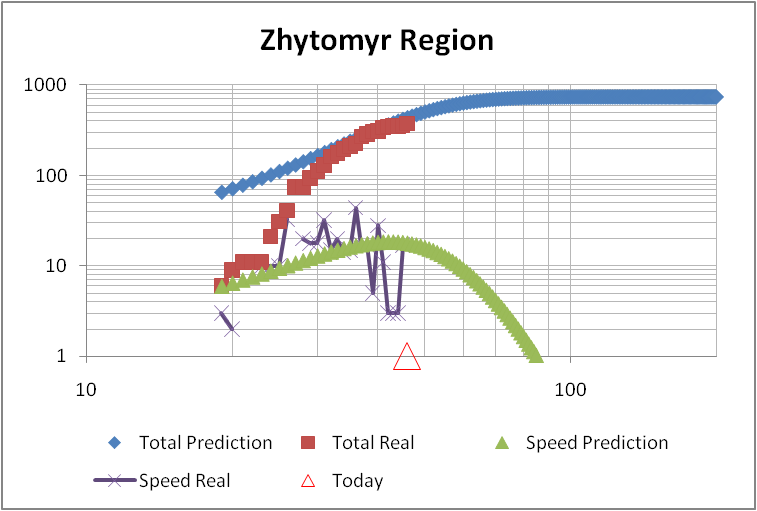 Zhytomyr Region
1000
100
10
1
10
100
Total Prediction
Total Real
Speed Prediction
Speed Real
Today